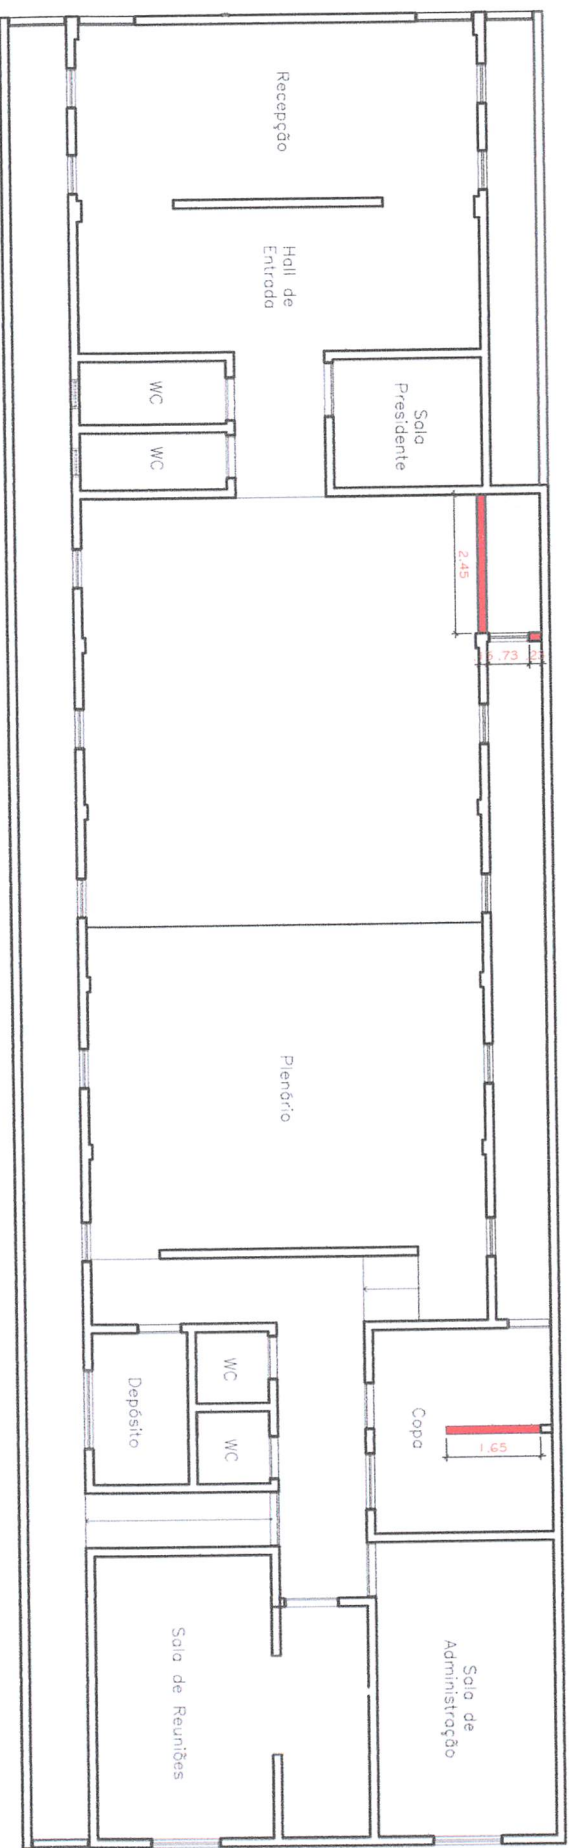 Recepção
Hall de
Entrada
WC
WC
Sala
Presidente
2.45
.73
Plenário
Copa
1.65
WC
WC
Depósito
Sala de
Administração
Sala de Reuniões